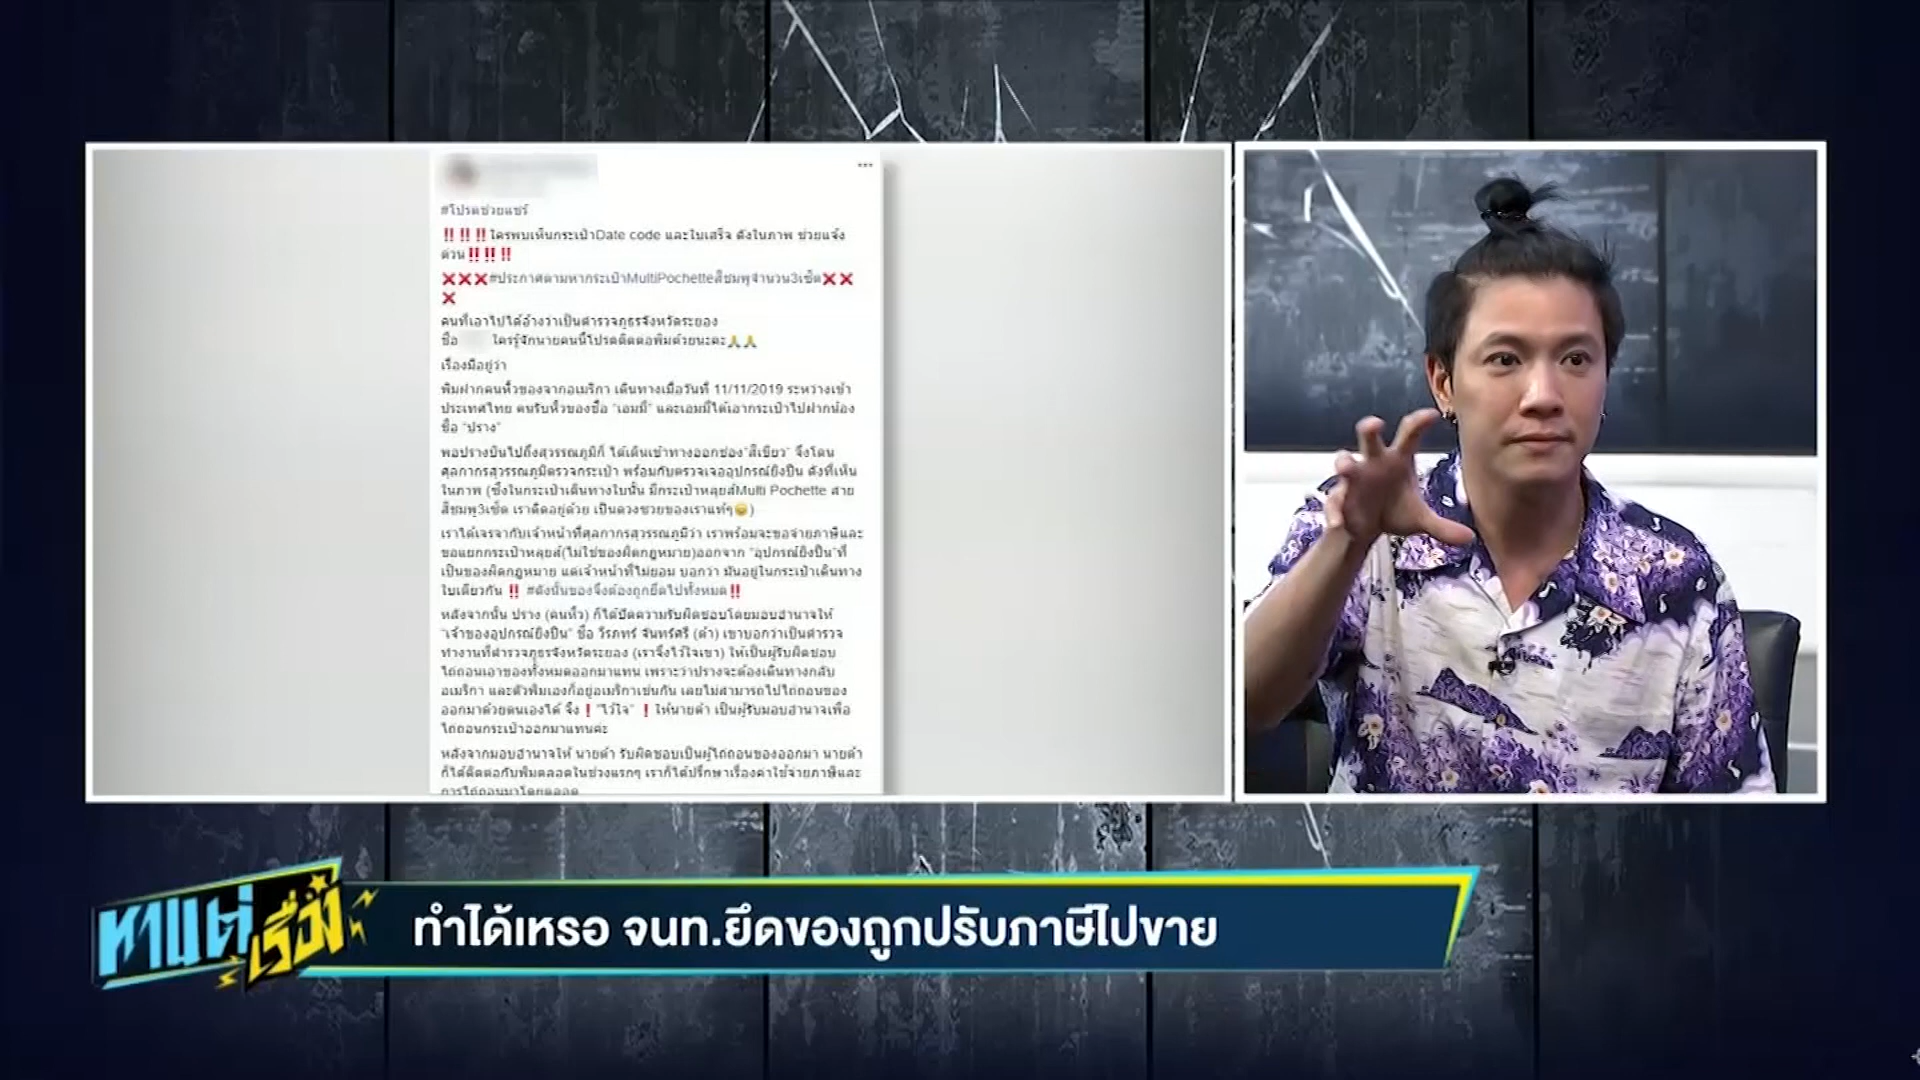 #โปรดช่วยแชร์
‼️‼️‼️ใครพบเห็นกระเป๋าDate code และใบเสร็จ ดังในภาพ ช่วยแจ้ง
ด่วน‼️‼️‼️
❌❌❌#ประกาศตามหากระเป๋าMultiPochetteสีชมพูจำนวน3เซ็ต❌❌
❌
คนที่เอาไปได้อ้างว่าเป็นตำรวจภูธรจังหวัดระยอง
ชื่อ ใครรู้จักนายคนนี้โปรดติดต่อพิมด้วยนะคะ🙏🙏
เรื่องมีอยู่ว่า
พิมฝากคนหิ้วของจากอเมริกา เดินทางเมื่อวันที่ 11/11/2019 ระหว่างเข้า
ประเทศไทย คนรับหิ้วของชื่อ "เอมมี่" และเอมมี่ได้เอากระเป๋าไปฝากน้อง
ชื่อ "ปราง"
พอปรางบินไปถึงสุวรรณภูมิก็ ได้เดินเข้าทางออกช่อง"สีเขียว" จึงโดน
ศุลกากรสุวรรณภูมิตรวจกระเป๋า พร้อมกับตรวจเจออุปกรณ์ยิงปืน ดังที่เห็น
ในภาพ (ซึ่งในกระเป๋าเดินทางใบนั้น มีกระเป๋าหลุยส์Multi Pochette สาย
สีชมพู3เซ็ต เราติดอยู่ด้วย เป็นดวงซวยของเราแท้ๆ😓)
เราได้เจรจากับเจ้าหน้าที่ศุลกากรสุวรรณภูมิว่า เราพร้อมจะขอจ่ายภาษีและ
ขอแยกกระเป๋าหลุยส์(ไม่ใช่ของผิดกฎหมาย)ออกจาก "อุปกรณ์ยิงปืน"ที่
เป็นของผิดกฎหมาย แต่เจ้าหน้าที่ไม่ยอม บอกว่า มันอยู่ในกระเป๋าเดินทาง
ใบเดียวกัน ‼️ #ดังนั้นของจึงต้องถูกยึดไปทั้งหมด‼️
หลังจากนั้น ปราง (คนหิ้ว) ก็ได้ปัดความรับผิดชอบโดยมอบอำนาจให้
"เจ้าของอุปกรณ์ยิงปืน" ชื่อ วีรภทร์ จันทร์ศรี (ดำ) เขาบอกว่าเป็นตำรวจ
ทำงานที่ตำรวจภูธรจังหวัดระยอง (เราจึงไว้ใจเขา) ให้เป็นผู้รับผิดชอบ
ไถ่ถอนเอาของทั้งหมดออกมาแทน เพราะว่าปรางจะต้องเดินทางกลับ
อเมริกา และตัวพิมเองก็อยู่อเมริกาเช่นกัน เลยไม่สามารถไปไถ่ถอนของ
ออกมาด้วยตนเองได้ จึง❗"ไว้ใจ" ❗ให้นายดำ เป็นผู้รับมอบอำนาจเพื่อ
ไถ่ถอนกระเป๋าออกมาแทนค่ะ
หลังจากมอบอำนาจให้ นายดำ รับผิดชอบเป็นผู้ไถ่ถอนของออกมา นายดำ
ก็ได้ติดต่อกับพิมตลอดในช่วงแรกๆ เราก็ได้ปรึกษาเรื่องค่าใช้จ่ายภาษีและ
การไถ่ถอนมาโดยตลอด
หาแต่เรื่อง
ทำได้เหรอ จนท.ยึดของถูกปรับภาษีไปขาย